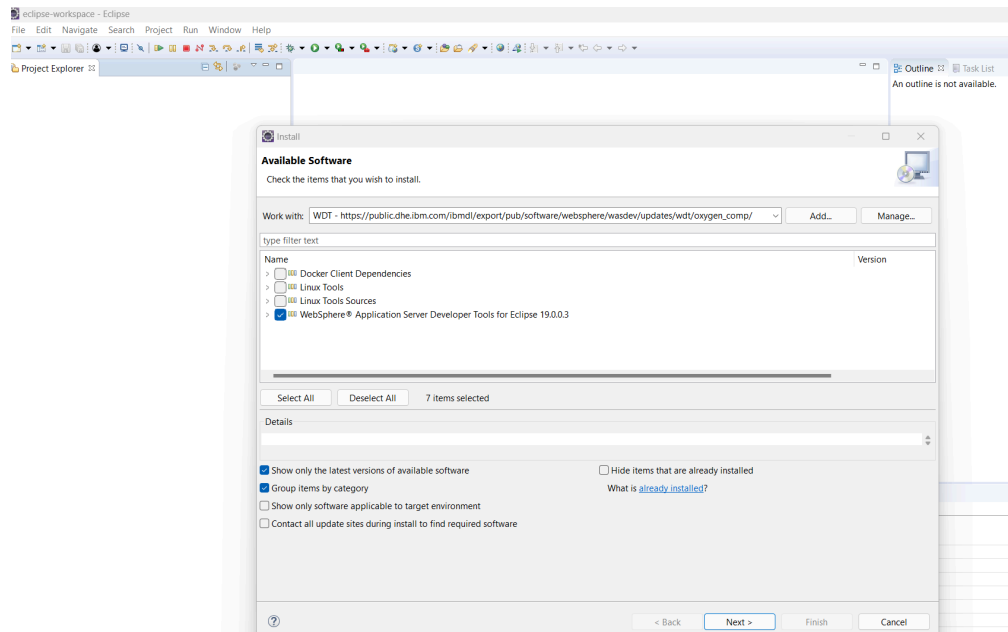 eclipse-workspace - Eclipse
File Edit Navigate Search Project Run Window Help
Project Explorer
Outline Task List
An outline is not available.
Install
Available Software
Check the items that you wish to install.
Work with: WDT - https://public.dhe.ibm.com/ibmdl/export/pub/software/websphere/wasdev/updates/wdt/oxygen_comp/ Add... Manage...
type filter text
Name Version
Docker Client Dependencies
Linux Tools
Linux Tools Sources
WebSphere® Application Server Developer Tools for Eclipse 19.0.0.3
Select All Deselect All 7 items selected
Details
Show only the latest versions of available software Hide items that are already installed
Group items by category What is already installed?
Show only software applicable to target environment
Contact all update sites during install to find required software
? < Back Next > Finish Cancel